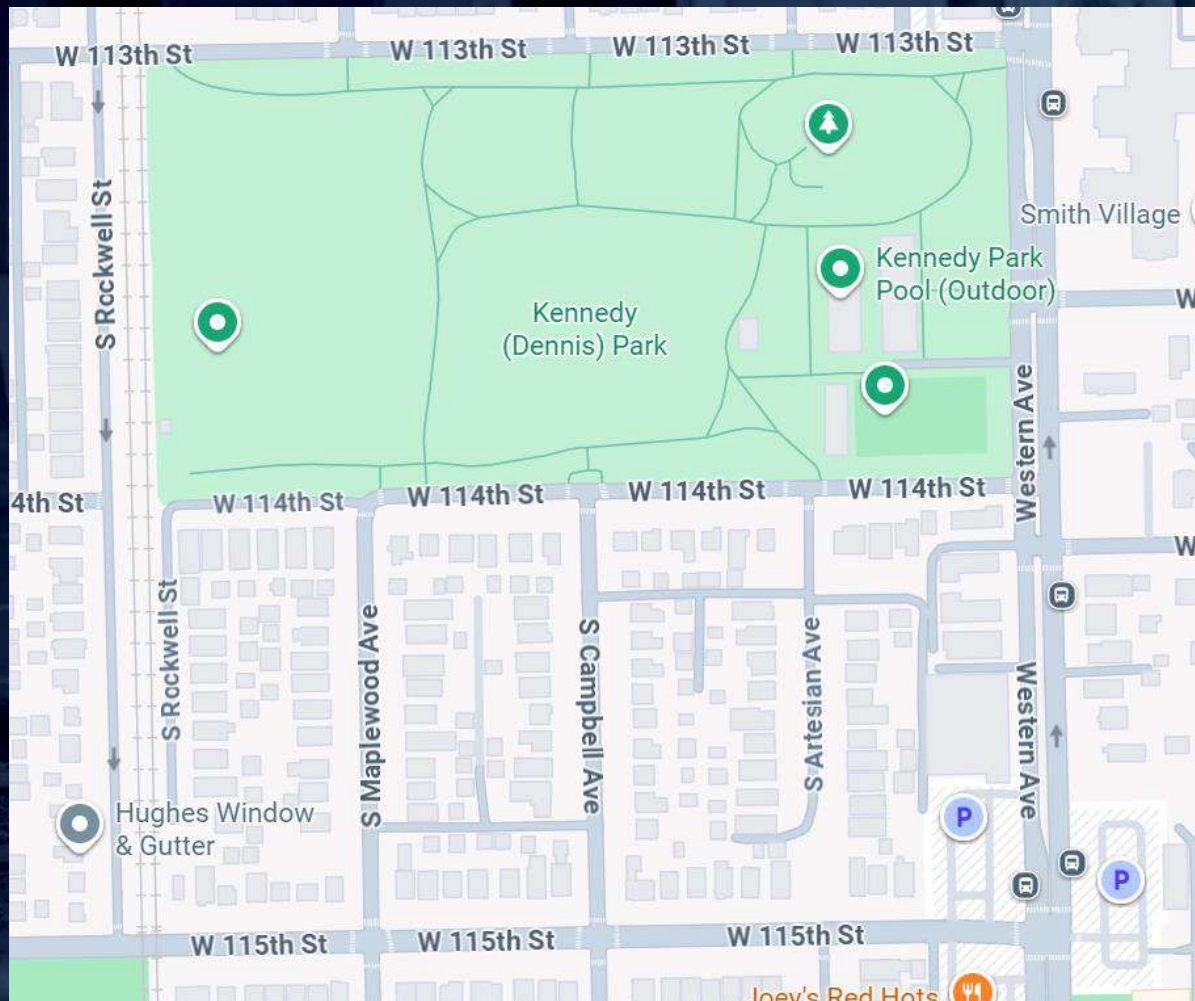 W 113th St
W 113th St
W 113th St
W 113th St
S Rockwell St
Smith Village
Kennedy Park
Pool (Outdoor)
Kennedy
(Dennis) Park
W
Western Ave
4th St
W 114th St
W 114th St
W 114th St
W 114th St
W
S Rockwell St
S Maplewood Ave
S Campbell Ave
S Artesian Ave
Western Ave
Hughes Window
& Gutter
P
P
W 115th St
W 115th St
W 115th St
Joey's Red Hots